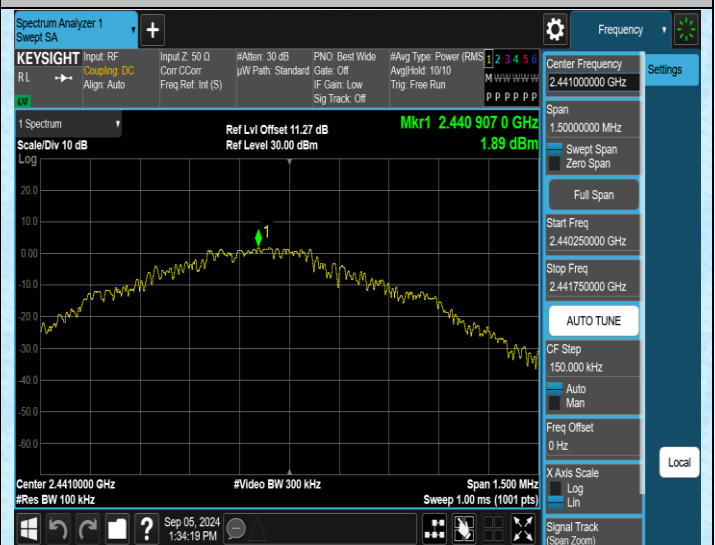 Spectrum Analyzer 1
Swept SA
+
Frequency
KEYSIGHT
RL
LXI
Input: RF
Coupling: DC
Align: Auto
Input Z: 50 Ω
Corr CCorr
Freq Ref: Int (S)
#Atten: 30 dB
µW Path: Standard
PNO: Best Wide
Gate: Off
IF Gain: Low
Sig Track: Off
#Avg Type: Power (RMS
Avg|Hold: 10/10
Trig: Free Run
1 2 3 4 5 6
M W W W W W
P P P P P P
1 Spectrum
Scale/Div 10 dB
Log
Ref Lvl Offset 11.27 dB
Ref Level 30.00 dBm
Mkr1 2.440 907 0 GHz
1.89 dBm
20.0
10.0
0.00
-10.0
-20.0
-30.0
-40.0
-50.0
-60.0
1
Center 2.4410 GHz
#Res BW 100 kHz
#Video BW 300 kHz
Span 1.500 MHz
Sweep 1.00 ms (1001 pts)
Center Frequency
2.441000000 GHz
Settings
Span
1.50000000 MHz
Swept Span
Zero Span
Full Span
Start Freq
2.440250000 GHz
Stop Freq
2.441750000 GHz
AUTO TUNE
CF Step
150.000 kHz
Auto
Man
Freq Offset
0 Hz
X Axis Scale
Log
Lin
Local
Signal Track
(Span Zoom)
?
Sep 05, 2024
1:34:19 PM